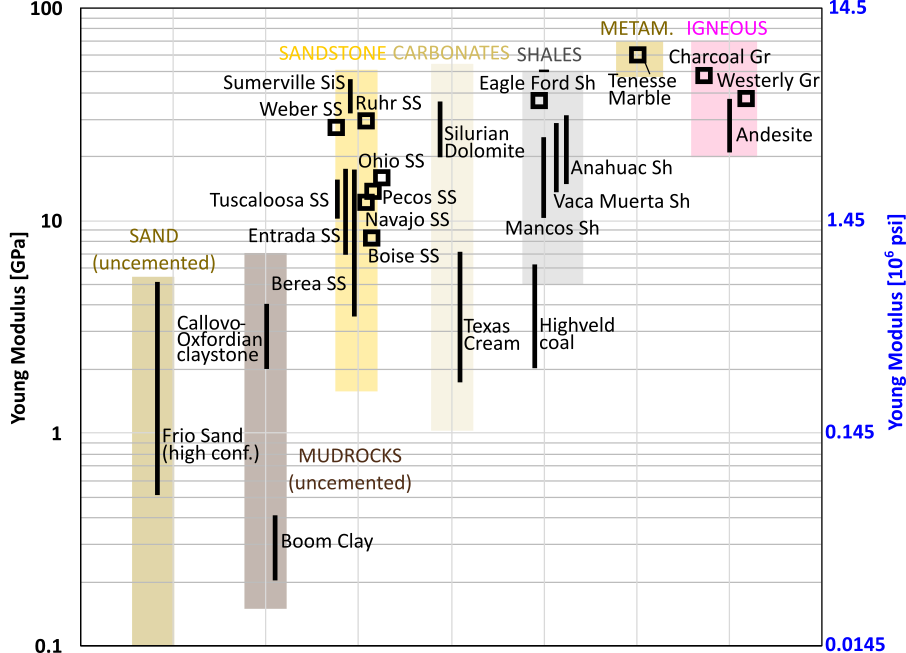 100
14.5
METAM.
IGNEOUS
SANDSTONE
CARBONATES
SHALES
Charcoal Gr
Sumerville SiS
Eagle Ford Sh
Tenesse
Marble
Westerly Gr
Weber SS
Ruhr SS
Silurian
Dolomite
Andesite
Ohio SS
Anahuac Sh
Tuscaloosa SS
Pecos SS
Vaca Muerta Sh
10
1.45
Navajo SS
Mancos Sh
SAND
(uncemented)
Entrada SS
Boise SS
Berea SS
Young Modulus [GPa]
Young Modulus [10⁶ psi]
Callovo-
Oxfordian
claystone
Texas
Cream
Highveld
coal
1
0.145
Frio Sand
(high conf.)
MUDROCKS
(uncemented)
Boom Clay
0.1
0.0145